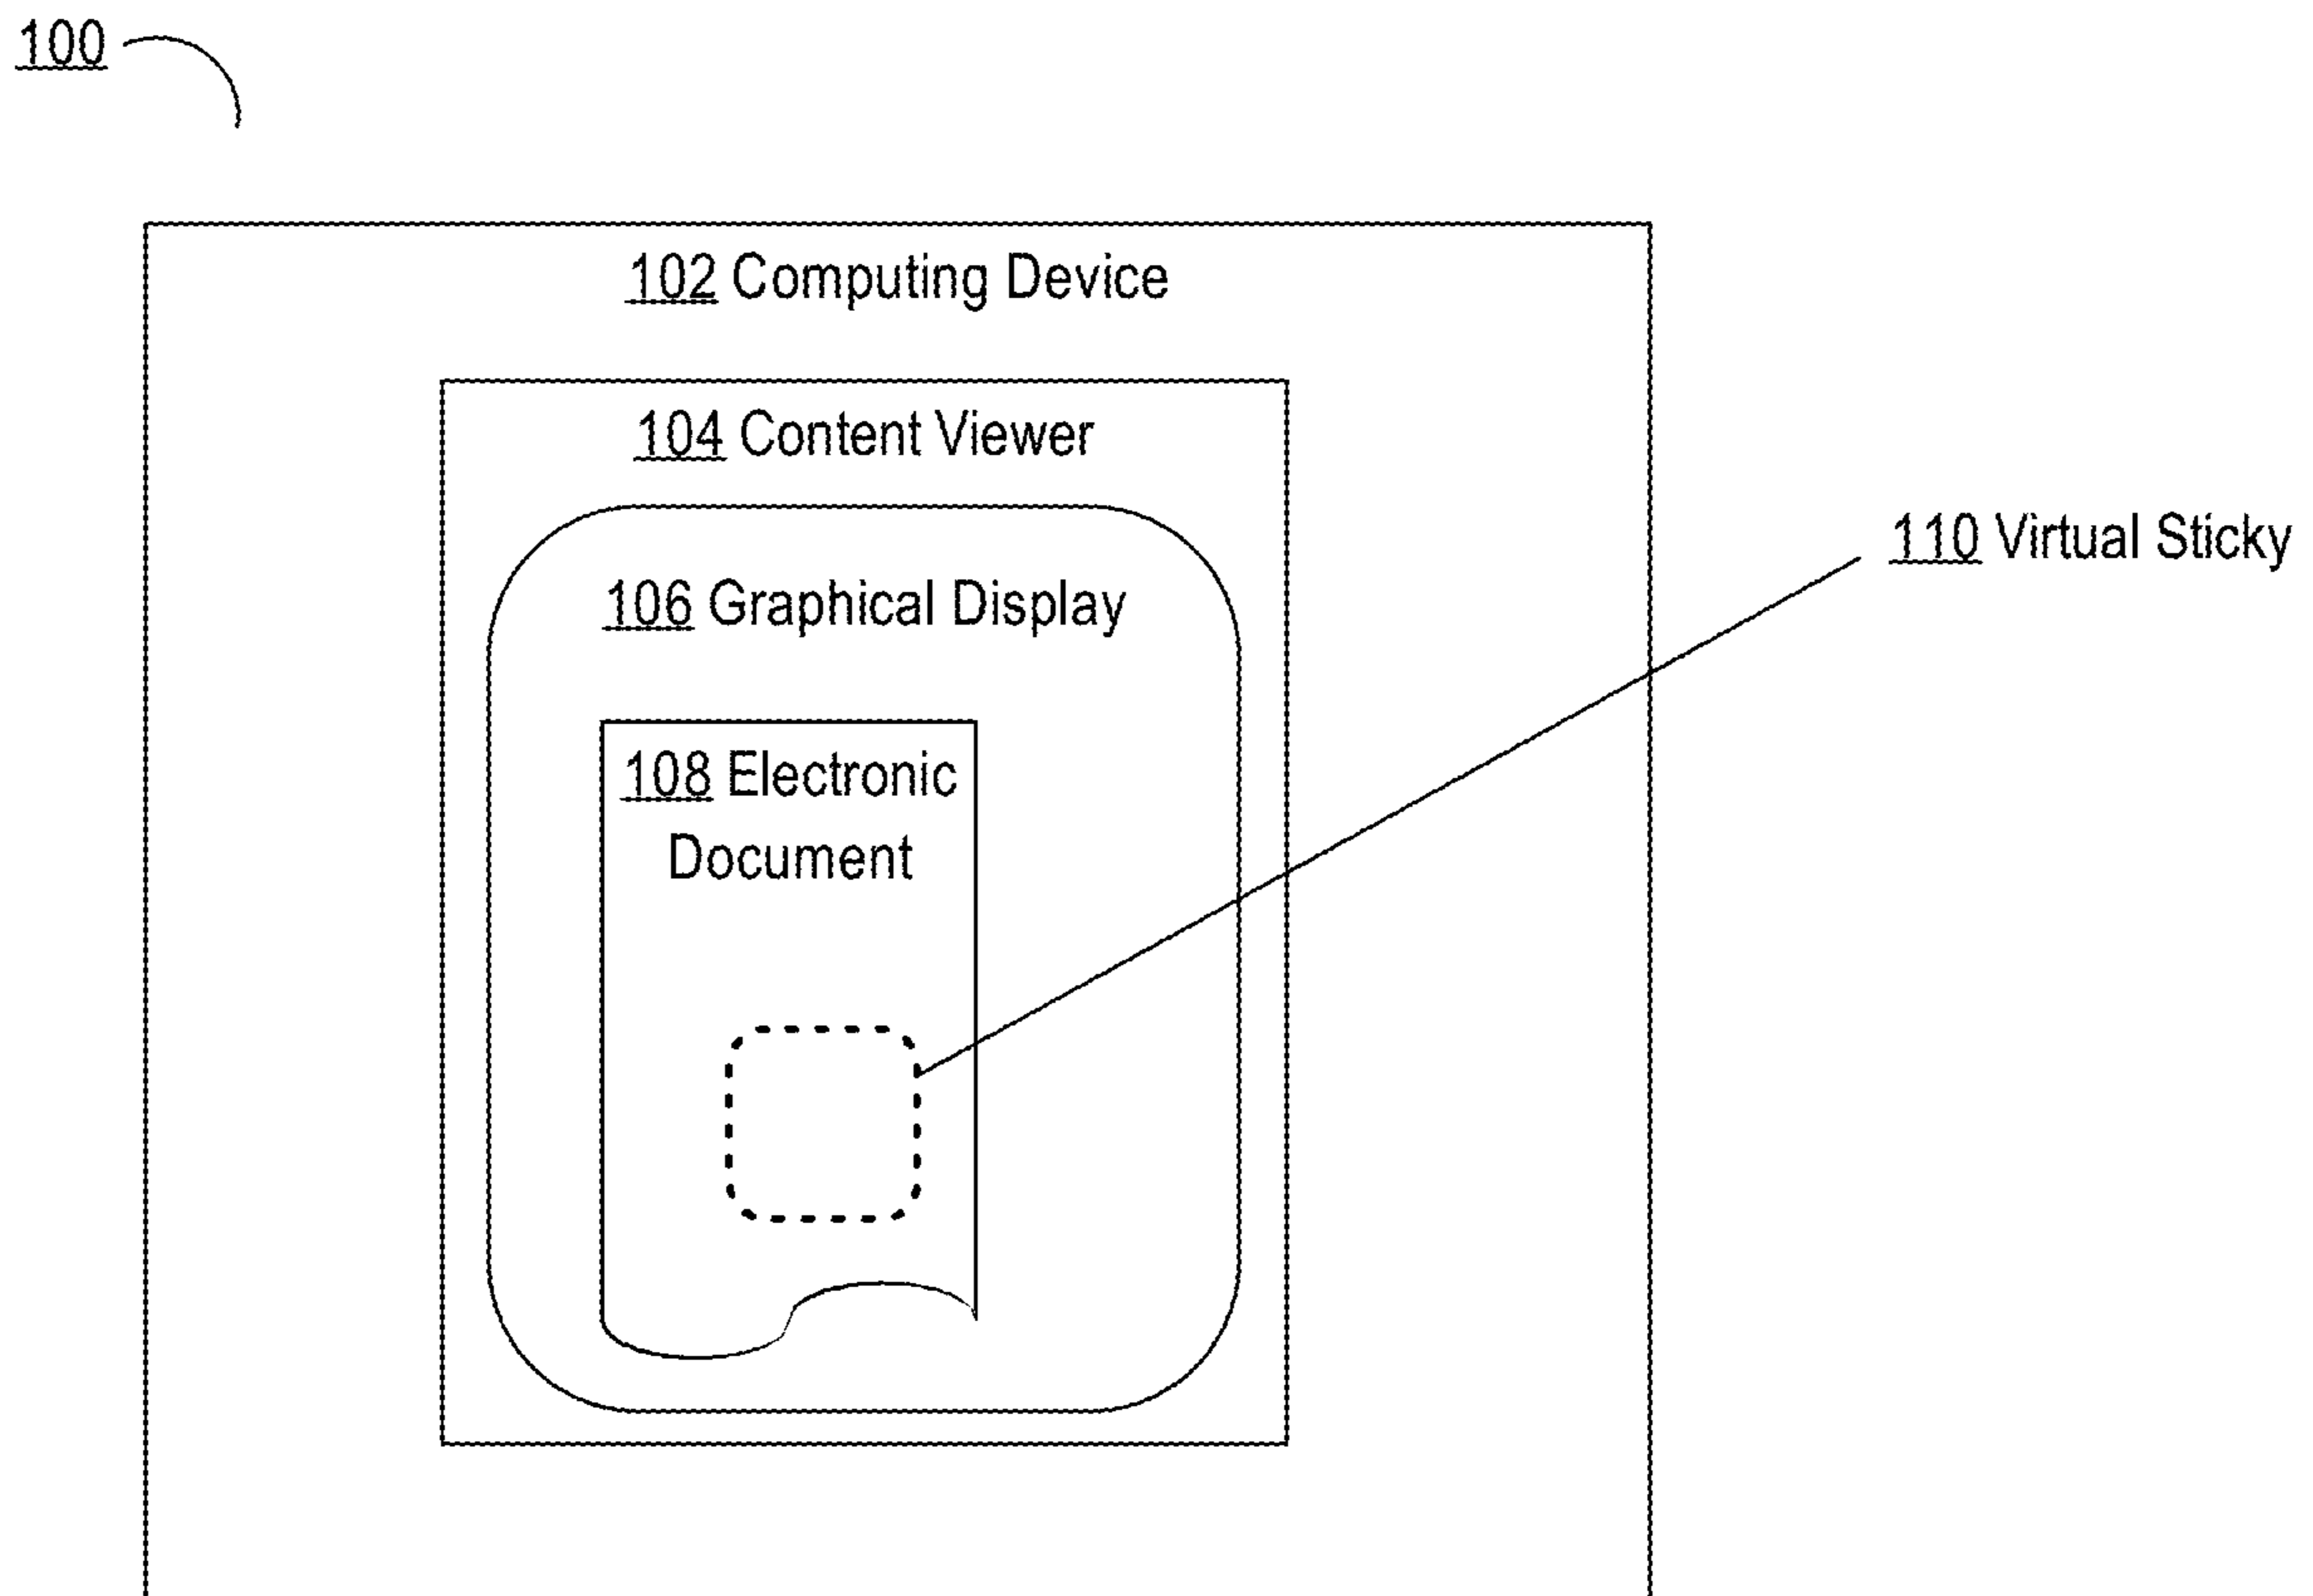 100
102 Computing Device
104 Content Viewer
110 Virtual Sticky
106 Graphical Display
108 Electronic
Document